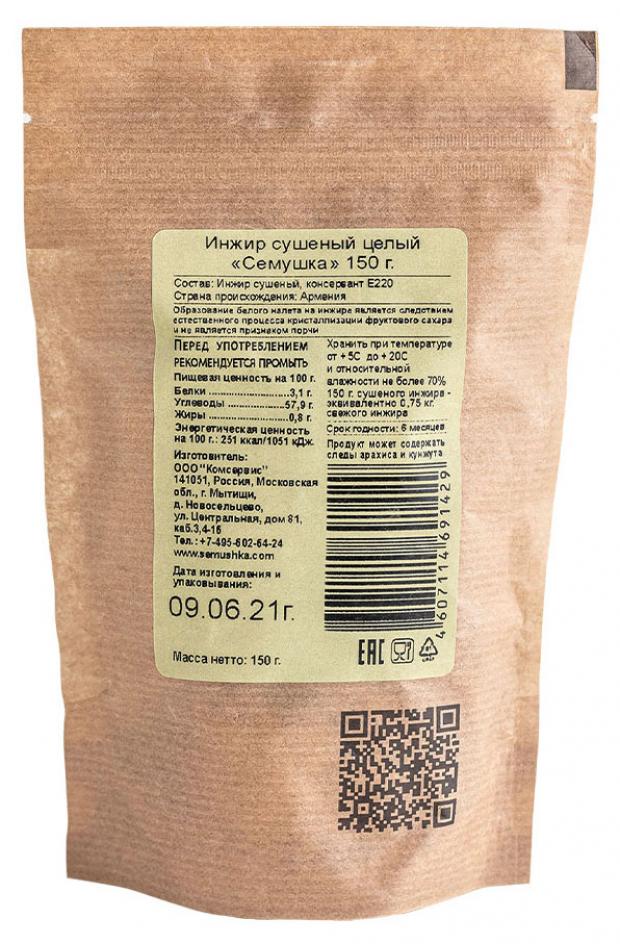 Инжир сушеный целый
«Семушка» 150 г.
Состав: Инжир сушеный, консервант Е220
Страна происхождения: Армения
Образование белого налета на инжире является следствием
естественного процесса кристаллизации фруктового сахара
и не является признаком порчи
ПЕРЕД УПОТРЕБЛЕНИЕМ
РЕКОМЕНДУЕТСЯ ПРОМЫТЬ
Пищевая ценность на 100 г.
Белки ....................3,1 г.
Углеводы ...............57,9 г.
Жиры .....................0,8 г.
Энергетическая ценность
на 100 г.: 251 ккал/1051 кДж.
Изготовитель:
ООО"Комсервис"
141051, Россия, Московская
обл., г. Мытищи,
д. Новосельцево,
ул. Центральная, дом 81,
каб.3,4-15
Тел.: +7-495-602-64-24
www.semushka.com
Дата изготовления и
упаковывания:
09.06.21г.
Масса нетто: 150 г.
Хранить при температуре
от +5С до +20С
и относительной
влажности не более 70%
150 г. сушеного инжира -
эквивалентно 0,75 кг.
свежего инжира
Срок годности: 6 месяцев
Продукт может содержать
следы арахиса и кунжута
4607114691429
EAC